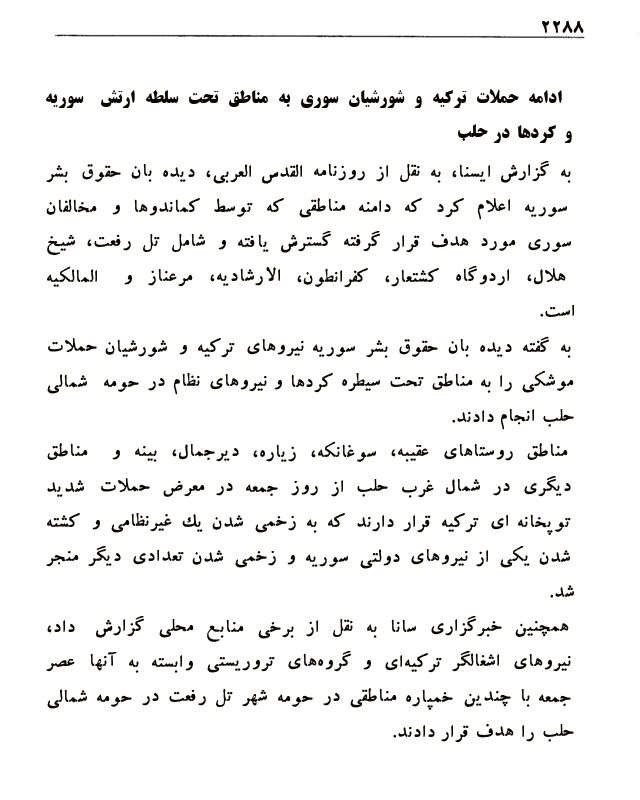 ۲۲۸۸
ادامه حملات ترکیه و شورشیان سوری به مناطق تحت سلطه ارتش سوریه
و کردها در حلب
به گزارش ایسنا، به نقل از روزنامه القدس العربی، دیده بان حقوق بشر
سوریه اعلام کرد که دامنه مناطقی که توسط کماندوها و مخالفان
سوری مورد هدف قرار گرفته گسترش یافته و شامل تل رفعت، شیخ
هلال، اردوگاه کشتعار، کفرانطون، الارشادیه، مرعناز و المالکیه
است.
به گفته دیده بان حقوق بشر سوریه نیروهای ترکیه و شورشیان حملات
موشکی را به مناطق تحت سیطره کردها و نیروهای نظام در حومه شمالی
حلب انجام دادند.
مناطق روستاهای عقیبه، سوغانکه، زیاره، دیرجمال، بینه و مناطق
دیگری در شمال غرب حلب از روز جمعه در معرض حملات شدید
توپخانه ای ترکیه قرار دارند که به زخمی شدن یك غیرنظامی و کشته
شدن یکی از نیروهای دولتی سوریه و زخمی شدن تعدادی دیگر منجر
شد.
همچنین خبرگزاری سانا به نقل از برخی منابع محلی گزارش داد،
نیروهای اشغالگر ترکیه‌ای و گروه‌های تروریستی وابسته به آنها عصر
جمعه با چندین خمپاره مناطقی در حومه شهر تل رفعت در حومه شمالی
حلب را هدف قرار دادند.